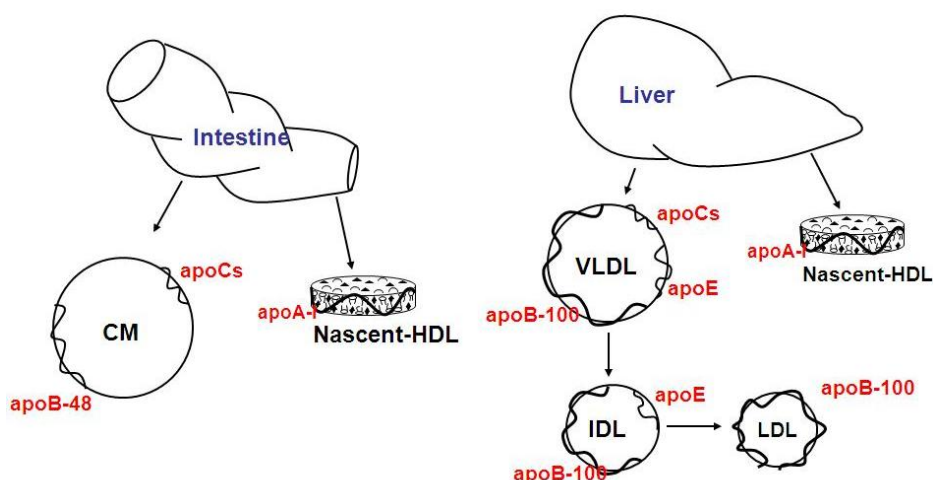 Intestine
apoCs
CM
apoB-48
apoA-I
Nascent-HDL
Liver
apoCs
VLDL
apoE
apoB-100
apoA-I
Nascent-HDL
apoE
IDL
apoB-100
apoB-100
LDL